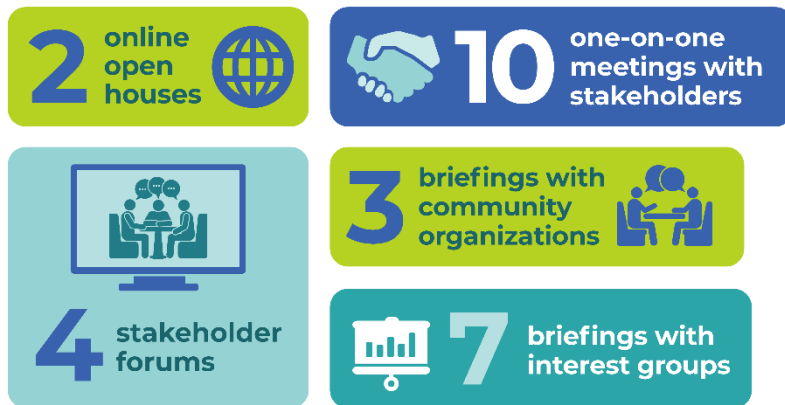 2 online
open
houses
10 one-on-one
meetings with
stakeholders
4 stakeholder
forums
3 briefings with
community
organizations
7 briefings with
interest groups